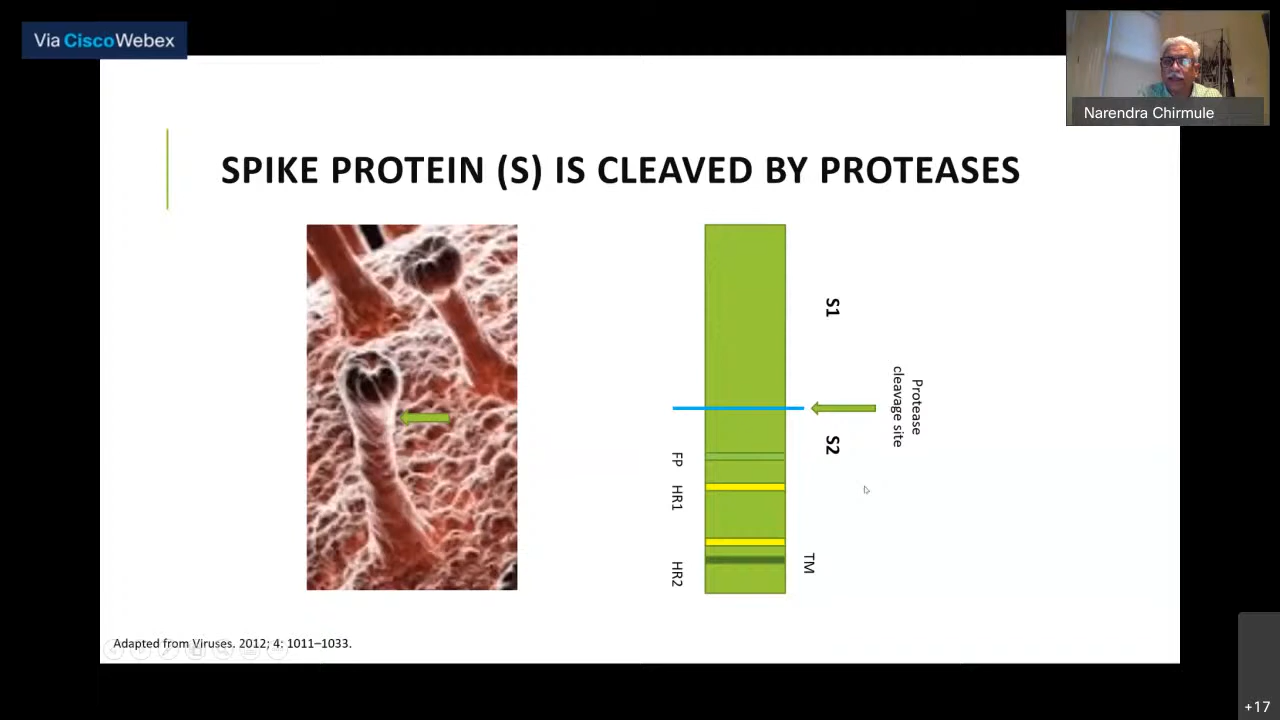 Via CiscoWebex
Narendra Chirmule
SPIKE PROTEIN (S) IS CLEAVED BY PROTEASES
S1
Protease
cleavage site
S2
FP
HR1
TM
HR2
Adapted from Viruses. 2012; 4: 1011–1033.
+17